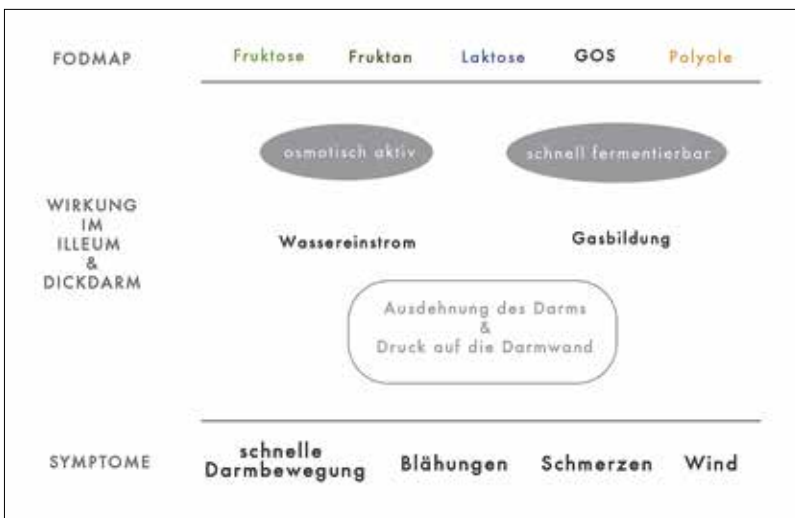 FODMAP
Fruktose Fruktan Laktose GOS Polyole
osmotisch aktiv schnell fermentierbar
WIRKUNG
IM
ILLEUM
&
DICKDARM
Wassereinstrom Gasbildung
Ausdehnung des Darms
&
Druck auf die Darmwand
SYMPTOME
schnelle
Darmbewegung Blähungen Schmerzen Wind